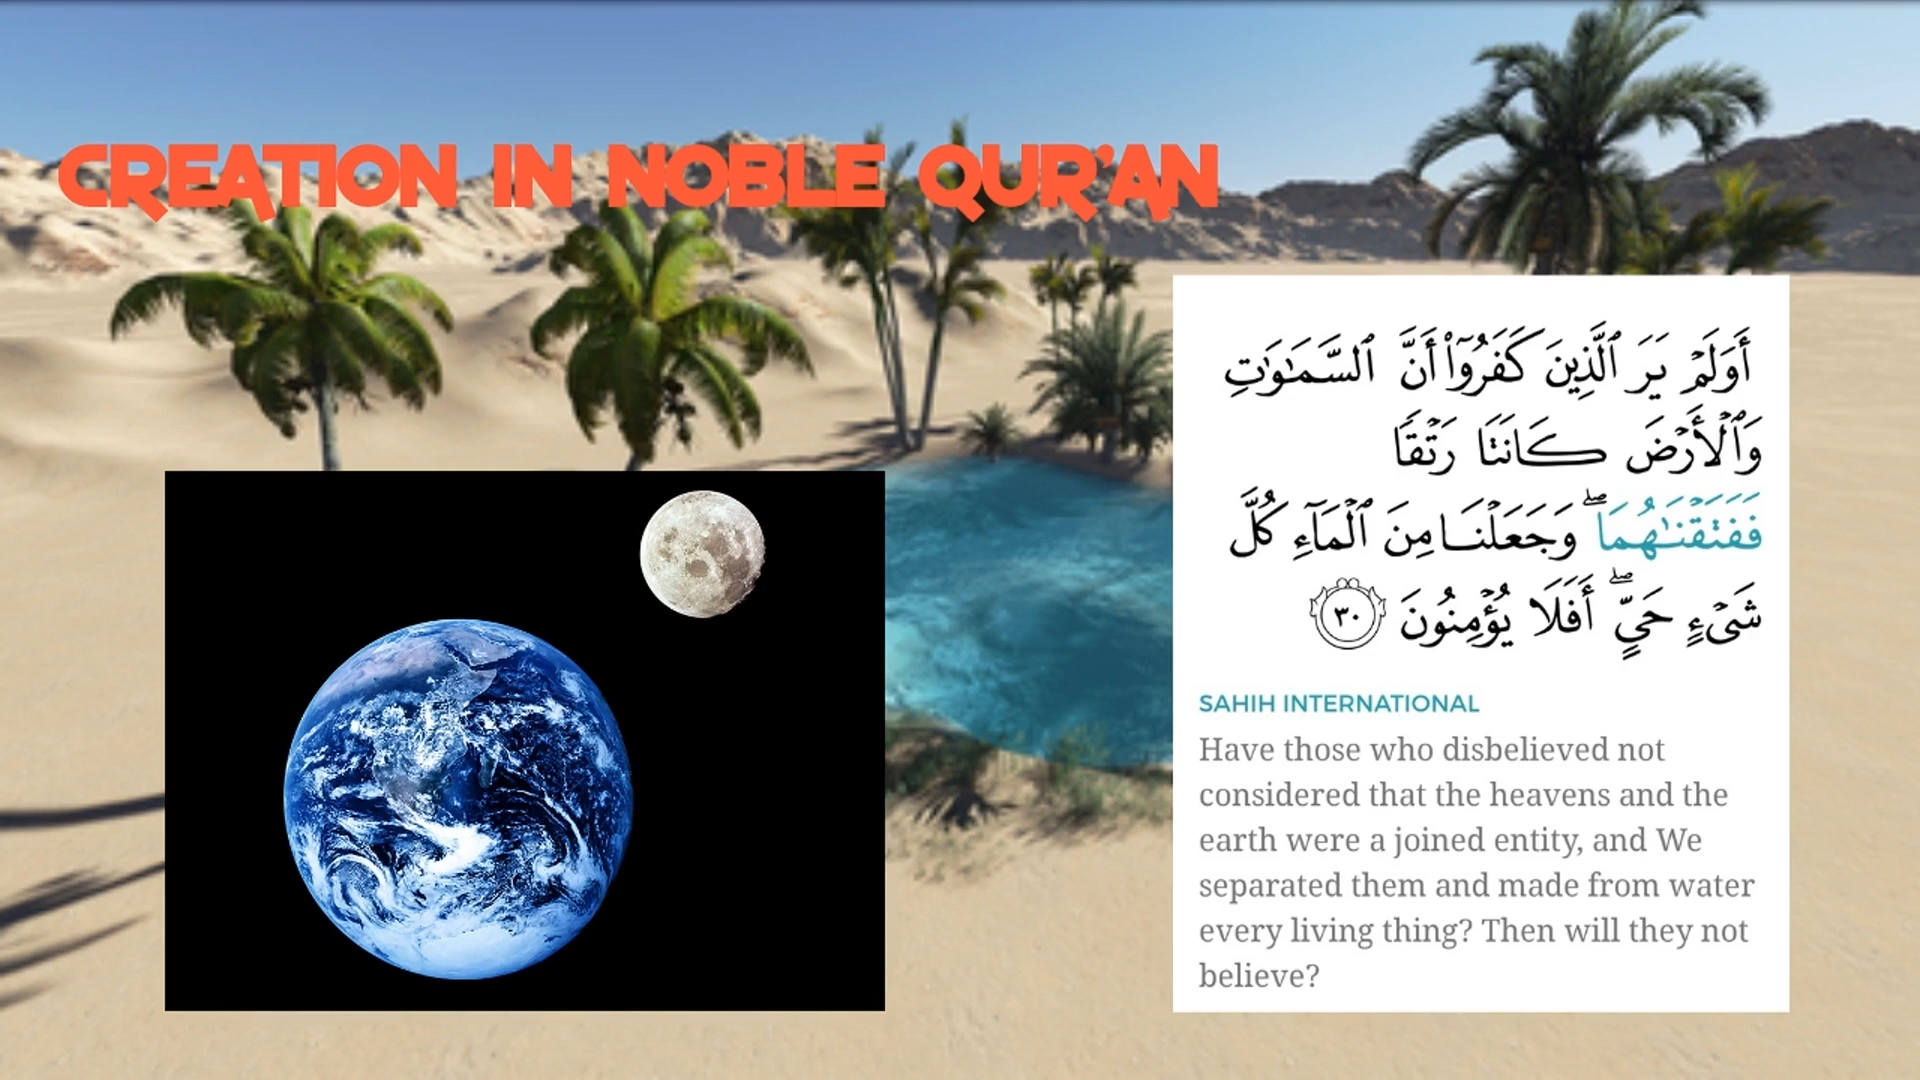 CREATION IN NOBLE QUR'AN
أَوَلَمْ يَرَ ٱلَّذِينَ كَفَرُوٓا۟ أَنَّ ٱلسَّمَـٰوَٰتِ
وَٱلْأَرْضَ كَانَتَا رَتْقًا
فَفَتَقْنَـٰهُمَا ۖ وَجَعَلْنَا مِنَ ٱلْمَآءِ كُلَّ
شَىْءٍ حَىٍّ ۖ أَفَلَا يُؤْمِنُونَ ٣٠
SAHIH INTERNATIONAL
Have those who disbelieved not
considered that the heavens and the
earth were a joined entity, and We
separated them and made from water
every living thing? Then will they not
believe?